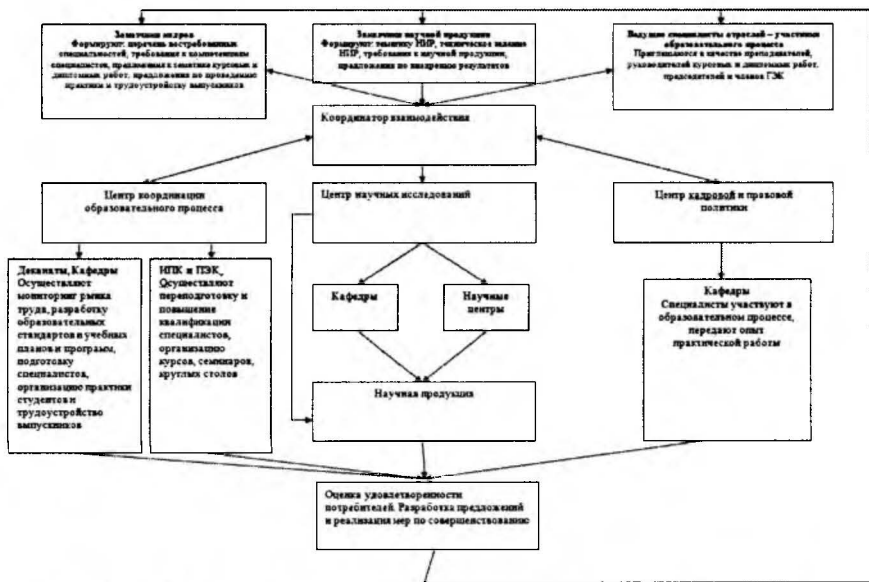 Заказчики кадров
Формируют: перечень востребованных
специальностей, требования к компетенциям
специалистов, предложения к тематике курсовых и
дипломных работ, предложения по проведению
практики и трудоустройству выпускников
Заказчики научной продукции
Формируют: тематику НИР, техническое задание
НИР, требования к научной продукции,
предложения по внедрению результатов
Ведущие специалисты отраслей – участники
образовательного процесса
Приглашаются в качестве преподавателей,
руководителей курсовых и дипломных работ,
председателей и членов ГЭК
Координатор взаимодействия
Центр координации
образовательного процесса
Центр научных исследований
Центр кадровой и правовой
политики
Деканаты, Кафедры
Осуществляют
мониторинг рынка
труда, разработку
образовательных
стандартов и учебных
планов и программ,
подготовку
специалистов,
организацию практики
студентов и
трудоустройство
выпускников
ИПК и ПЭК,
Осуществляют
переподготовку и
повышение
квалификации
специалистов,
организацию
курсов, семинаров,
круглых столов
Кафедры
Научные
центры
Кафедры
Специалисты участвуют в
образовательном процессе,
передают опыт
практической работы
Научная продукция
Оценка удовлетворенности
потребителей. Разработка предложений
и реализация мер по совершенствованию